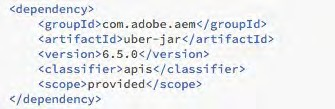 <dependency>
<groupId>com.adobe.aem</groupId>
<artifactId>uber-jar</artifactId>
<version>6.5.0</version>
<classifier>apis</classifier>
<scope>provided</scope>
</dependency>